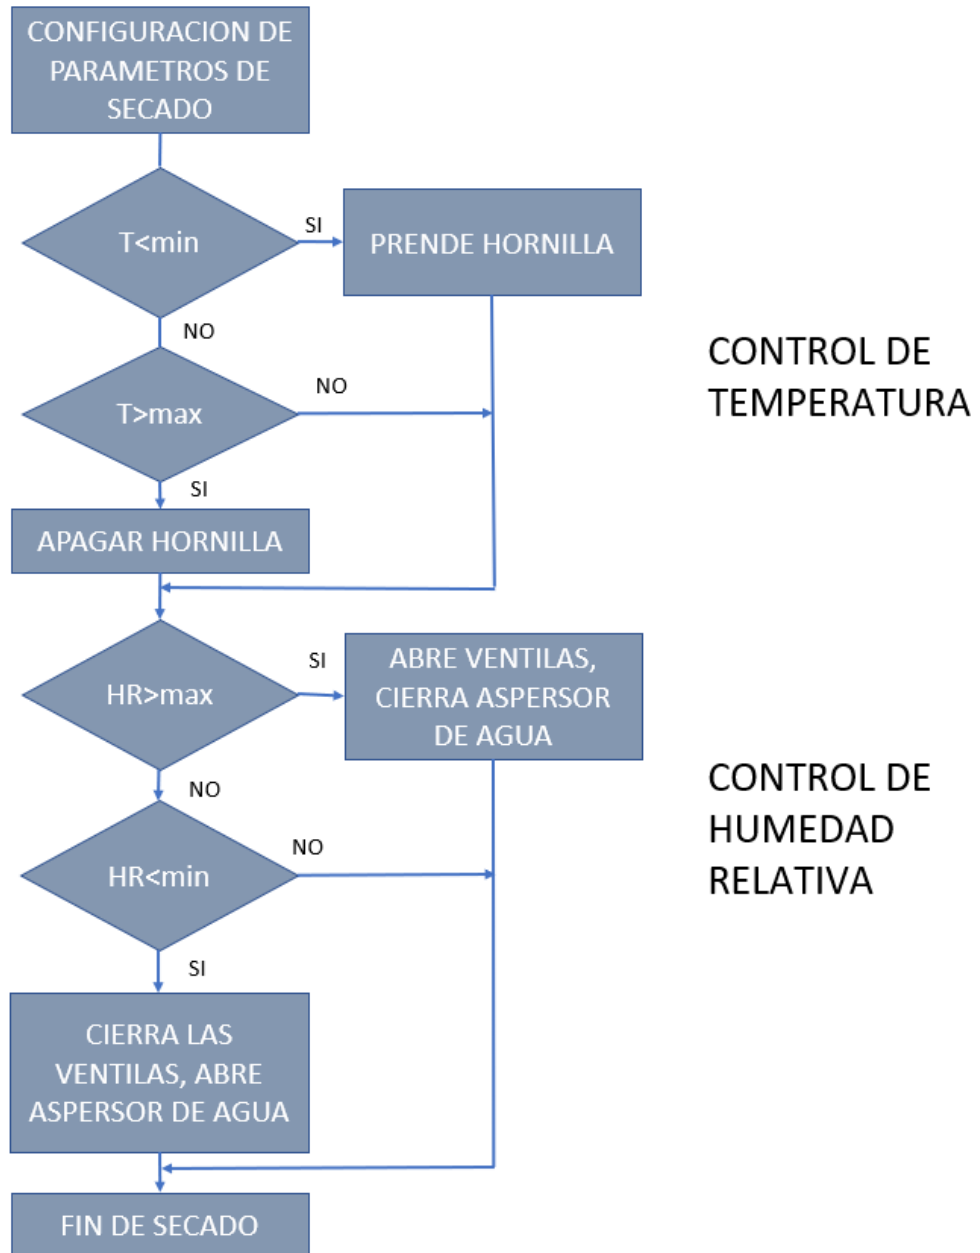 CONFIGURACION DE
PARAMETROS DE
SECADO
T<min
SI
PRENDE HORNILLA
NO
CONTROL DE
TEMPERATURA
T>max
NO
SI
APAGAR HORNILLA
HR>max
SI
ABRE VENTILAS,
CIERRA ASPERSOR
DE AGUA
NO
CONTROL DE
HUMEDAD
RELATIVA
HR<min
NO
SI
CIERRA LAS
VENTILAS, ABRE
ASPERSOR DE AGUA
FIN DE SECADO